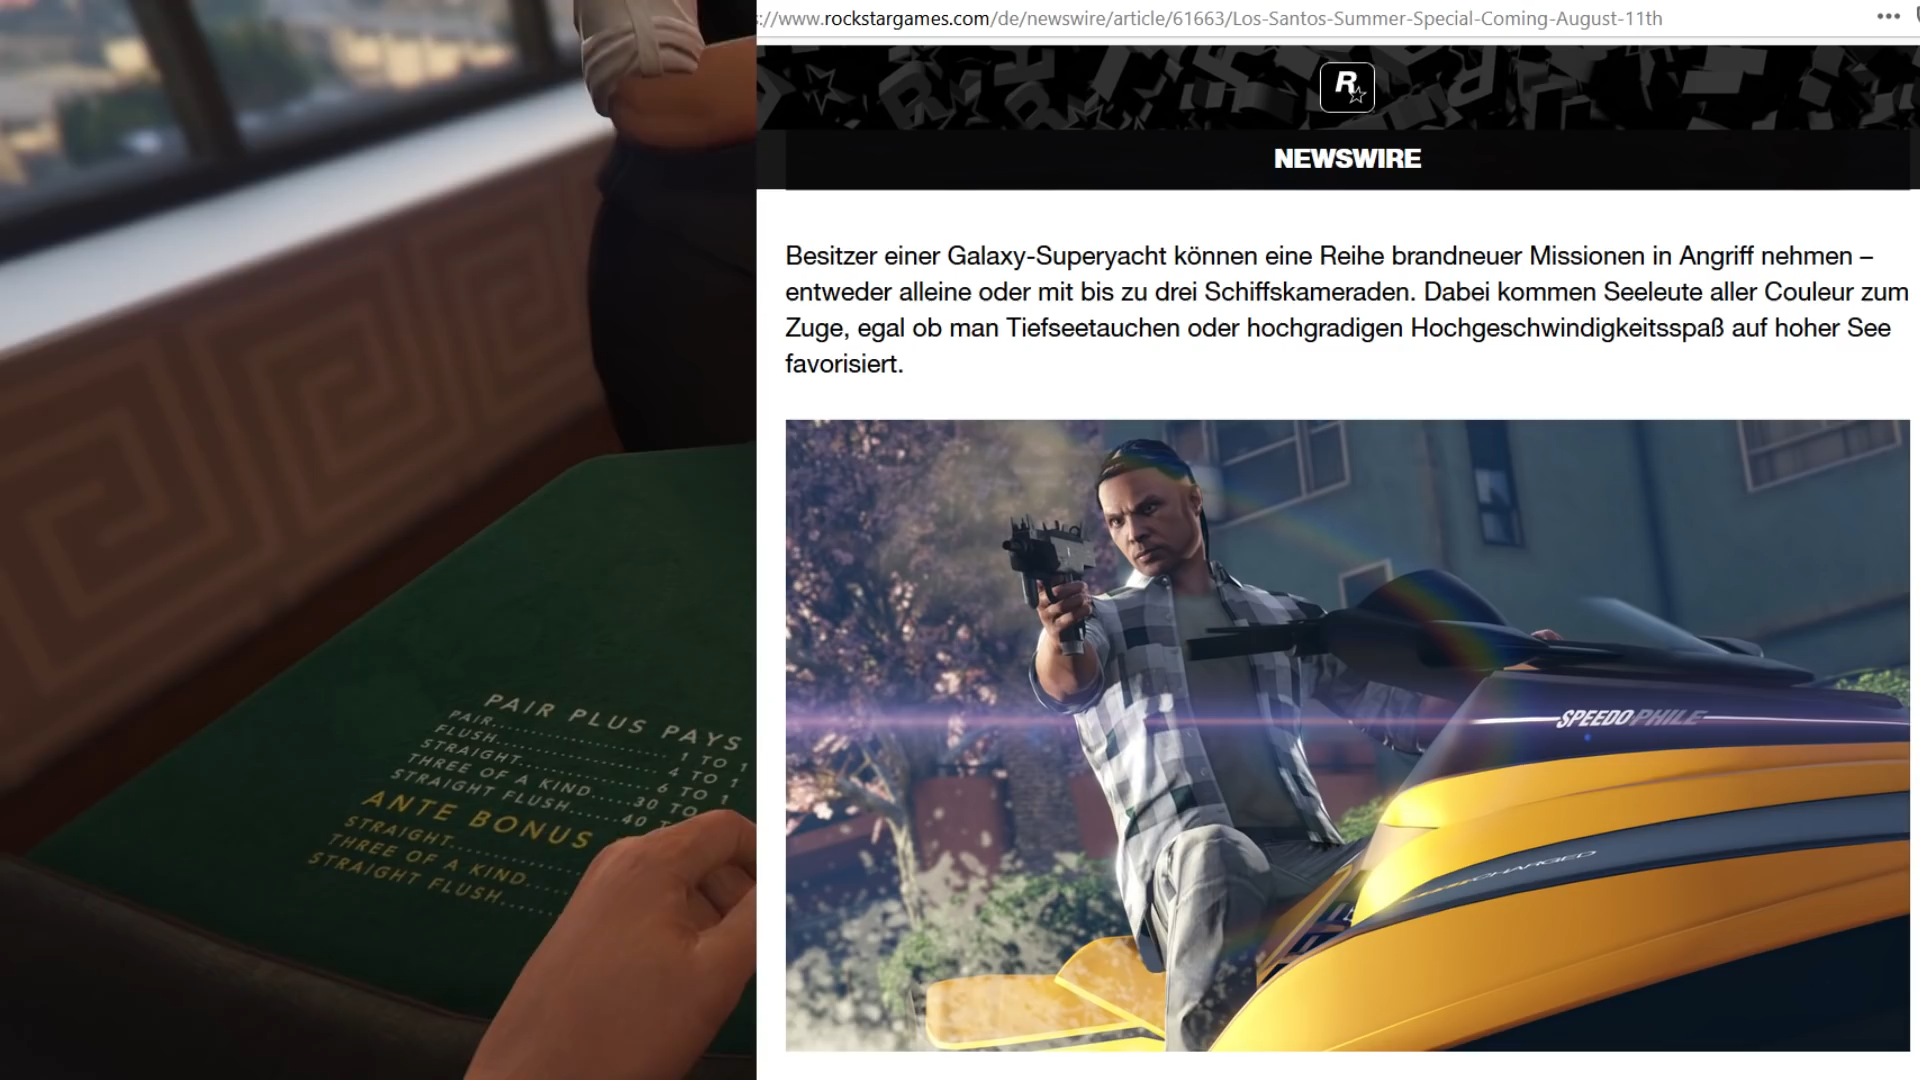 ://www.rockstargames.com/de/newswire/article/61663/Los-Santos-Summer-Special-Coming-August-11th
R
NEWSWIRE
Besitzer einer Galaxy-Superyacht können eine Reihe brandneuer Missionen in Angriff nehmen –
entweder alleine oder mit bis zu drei Schiffskameraden. Dabei kommen Seeleute aller Couleur zum
Zuge, egal ob man Tiefseetauchen oder hochgradigen Hochgeschwindigkeitsspaß auf hoher See
favorisiert.
SPEEDOPHILE
PAIR PLUS PAYS
PAIR.................... 1 TO 1
FLUSH.................... 4 TO 1
STRAIGHT.................... 6 TO 1
THREE OF A KIND.....30 TO
STRAIGHT FLUSH......40
ANTE BONUS
STRAIGHT................
THREE OF A KIND.....
STRAIGHT FLUSH......